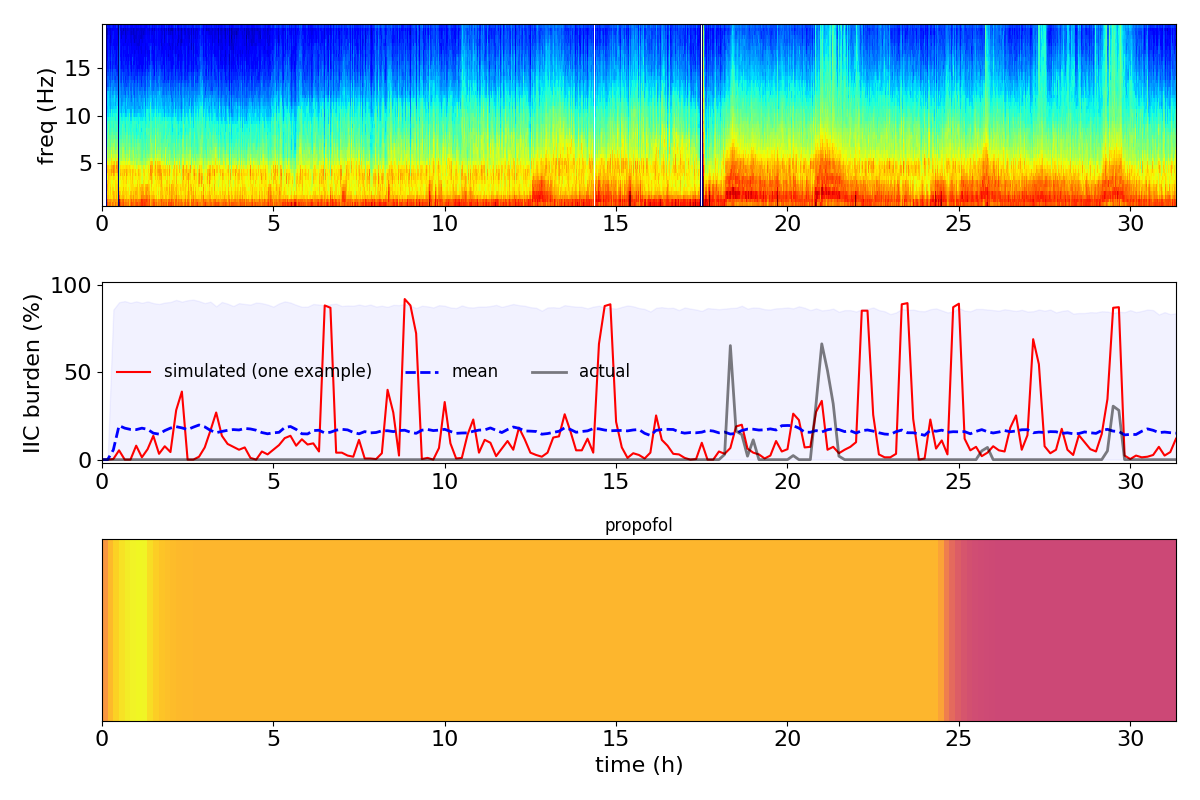 freq (Hz)
15
10
5
0 5 10 15 20 25 30
IIC burden (%)
100
50
0
simulated (one example) mean actual
0 5 10 15 20 25 30
propofol
0 5 10 15 20 25 30
time (h)